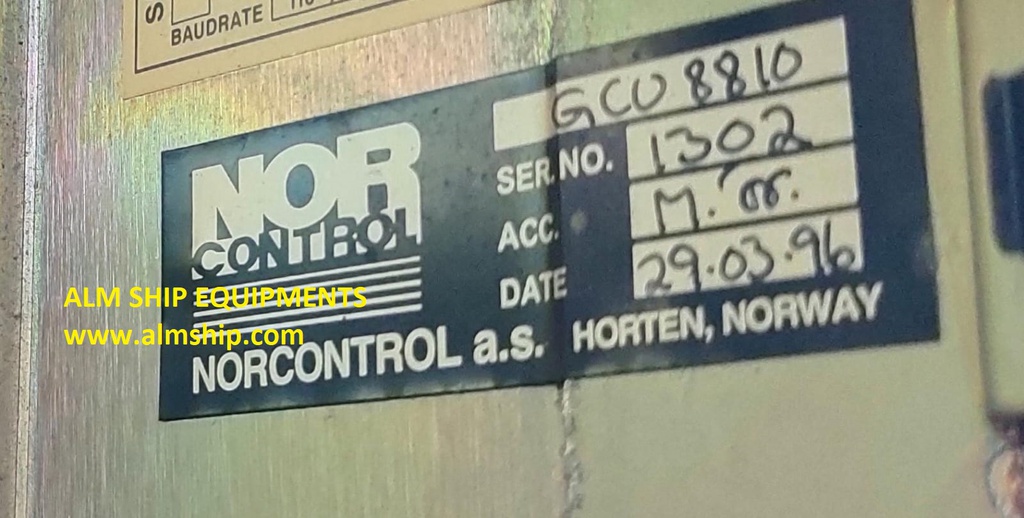 S
BAUDRATE
NOR
CONTROL
GCU 8810
SER.NO. 1302
ACC.
DATE 29.03.96
NORCONTROL a.s. HORTEN, NORWAY
ALM SHIP EQUIPMENTS
www.almship.com